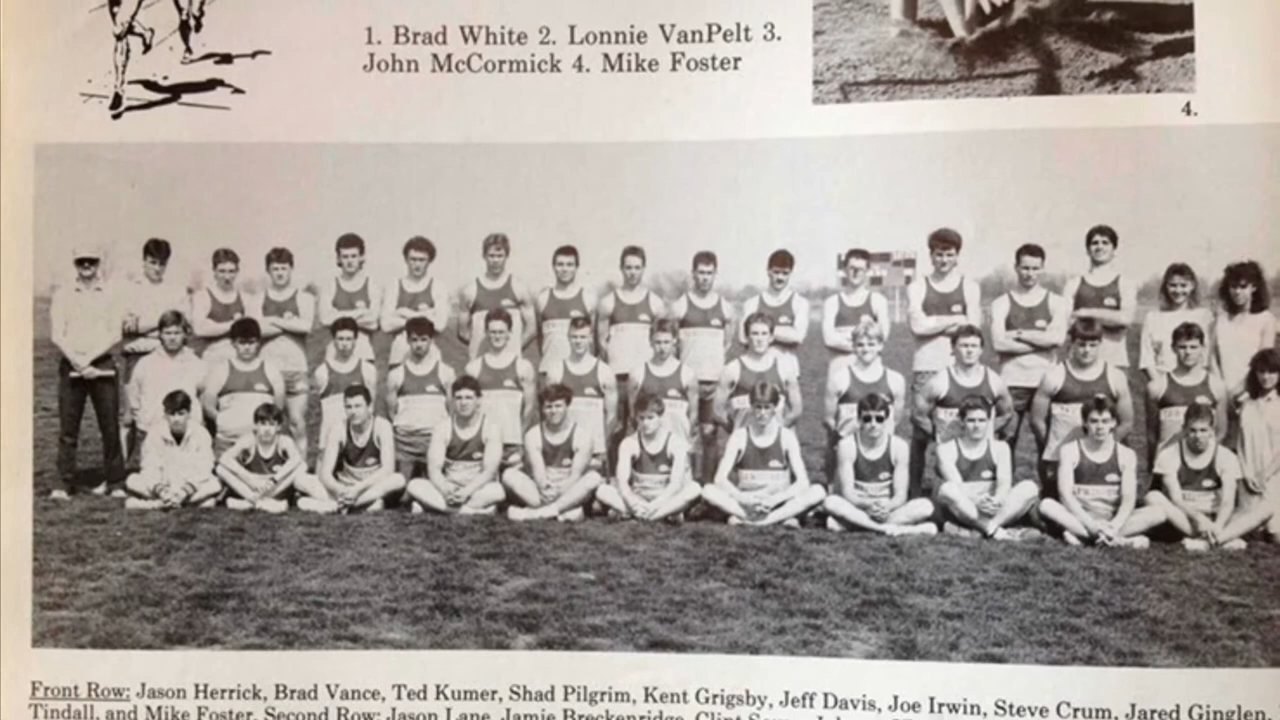 1. Brad White 2. Lonnie VanPelt 3.
John McCormick 4. Mike Foster
4.
Front Row: Jason Herrick, Brad Vance, Ted Kumer, Shad Pilgrim, Kent Grigsby, Jeff Davis, Joe Irwin, Steve Crum, Jared Ginglen,
Tindall, and Mike Foster. Second Row: Jason Lane, Jamie Breckenridge, Clint